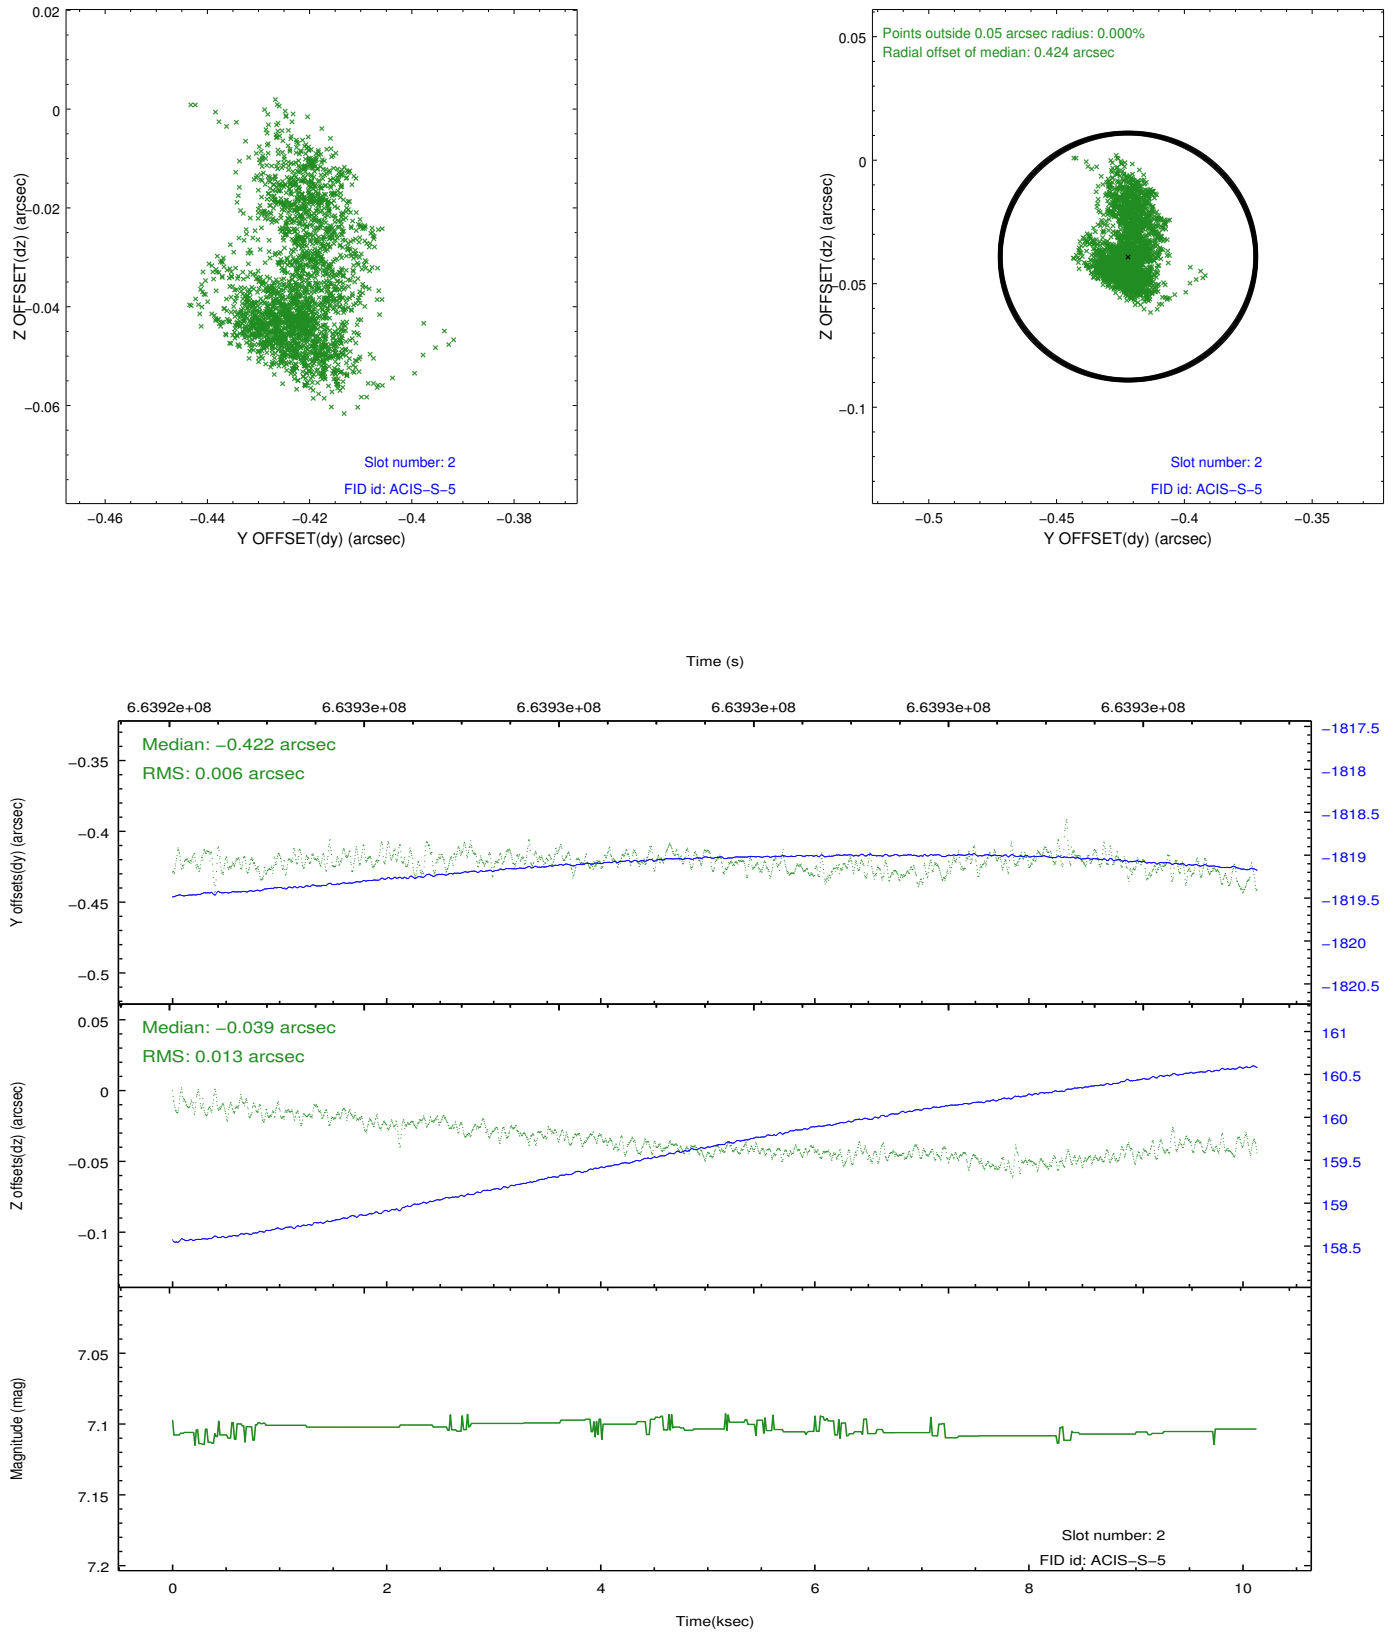 0.02
0
−0.02
−0.04
−0.06
Z OFFSET(dz) (arcsec)
Slot number: 2
FID id: ACIS−S−5
−0.46 −0.44 −0.42 −0.4 −0.38
Y OFFSET(dy) (arcsec)
Points outside 0.05 arcsec radius: 0.000%
Radial offset of median: 0.424 arcsec
0.05
0
−0.05
−0.1
Z OFFSET(dz) (arcsec)
Slot number: 2
FID id: ACIS−S−5
−0.5 −0.45 −0.4 −0.35
Y OFFSET(dy) (arcsec)
Time (s)
6.6392e+08 6.6393e+08 6.6393e+08 6.6393e+08 6.6393e+08 6.6393e+08
Median: −0.422 arcsec
RMS: 0.006 arcsec
−0.35
−0.4
−0.45
−0.5
Y offsets(dy) (arcsec)
−1817.5
−1818
−1818.5
−1819
−1819.5
−1820
−1820.5
Median: −0.039 arcsec
RMS: 0.013 arcsec
0.05
0
−0.05
−0.1
Z offsets(dz) (arcsec)
161
160.5
160
159.5
159
158.5
7.05
7.1
7.15
7.2
Magnitude (mag)
Slot number: 2
FID id: ACIS−S−5
0 2 4 6 8 10
Time(ksec)